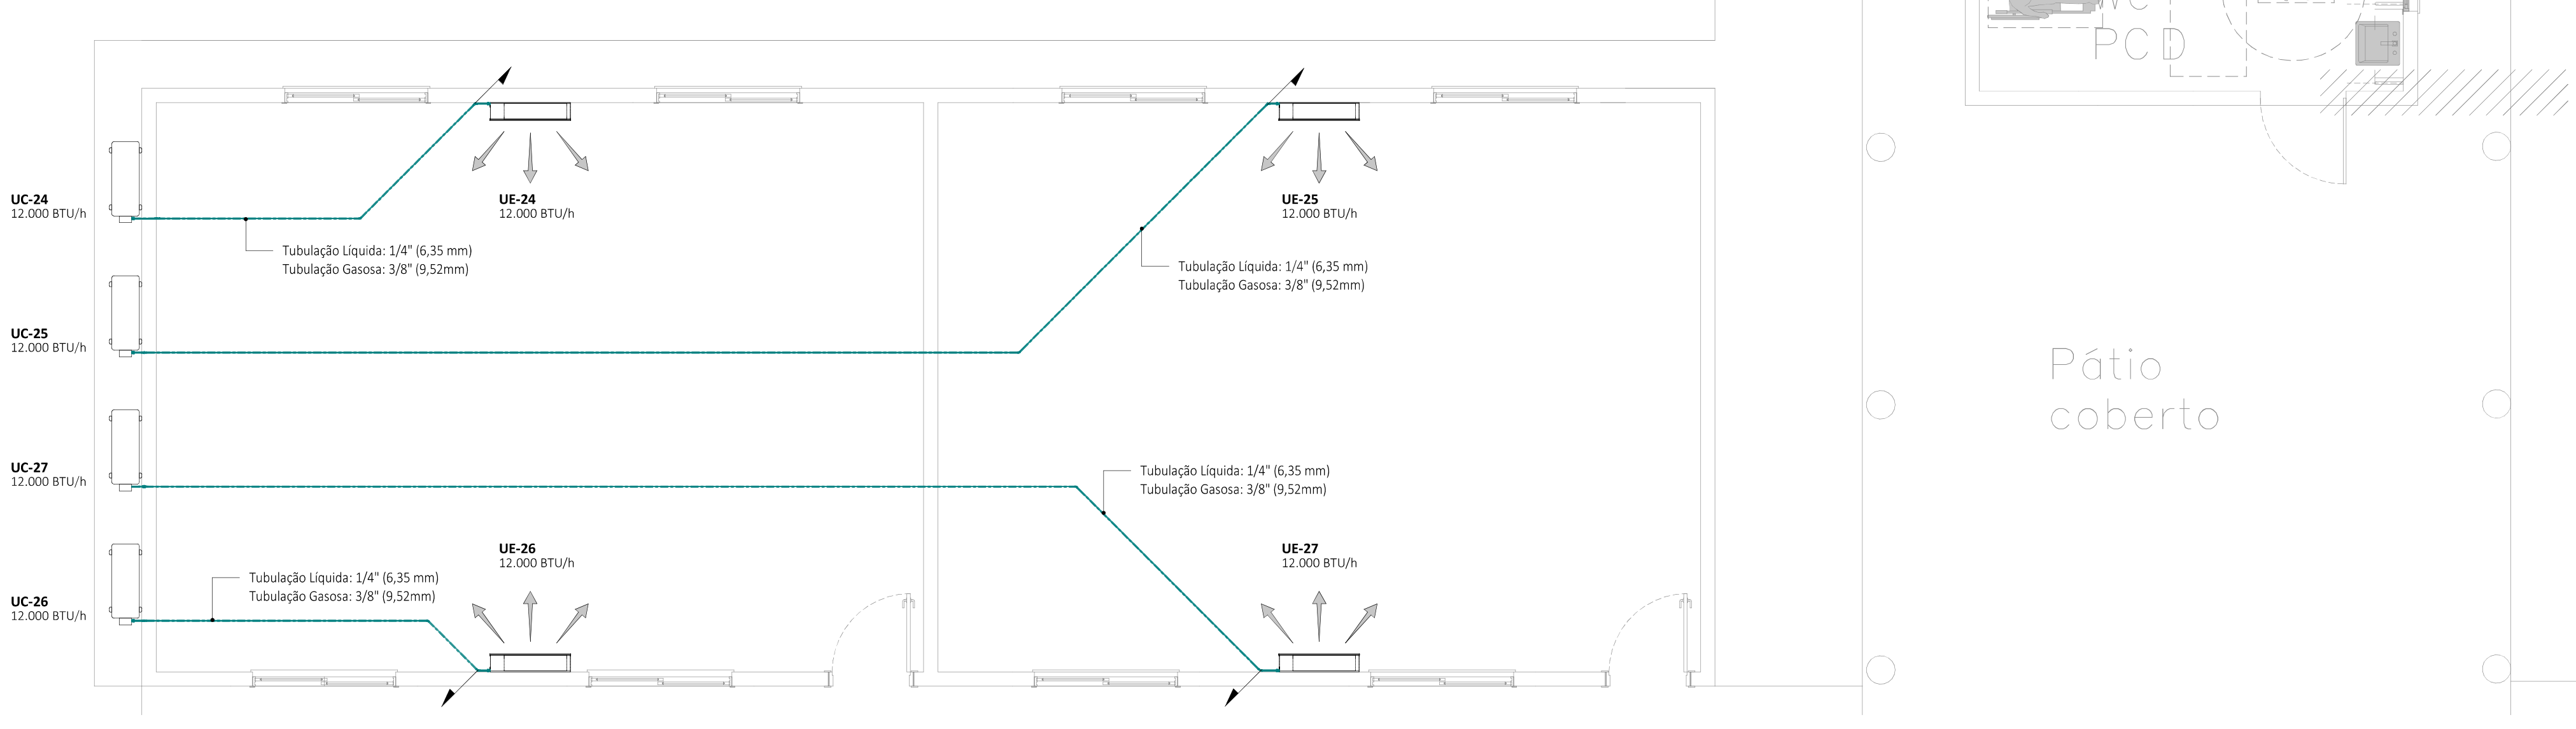 WC
PCD
UC-24
12.000 BTU/h
UE-24
12.000 BTU/h
UE-25
12.000 BTU/h
Tubulação Líquida: 1/4" (6,35 mm)
Tubulação Gasosa: 3/8" (9,52mm)
Tubulação Líquida: 1/4" (6,35 mm)
Tubulação Gasosa: 3/8" (9,52mm)
UC-25
12.000 BTU/h
Pátio
coberto
UC-27
12.000 BTU/h
Tubulação Líquida: 1/4" (6,35 mm)
Tubulação Gasosa: 3/8" (9,52mm)
UE-26
12.000 BTU/h
UE-27
12.000 BTU/h
Tubulação Líquida: 1/4" (6,35 mm)
Tubulação Gasosa: 3/8" (9,52mm)
UC-26
12.000 BTU/h